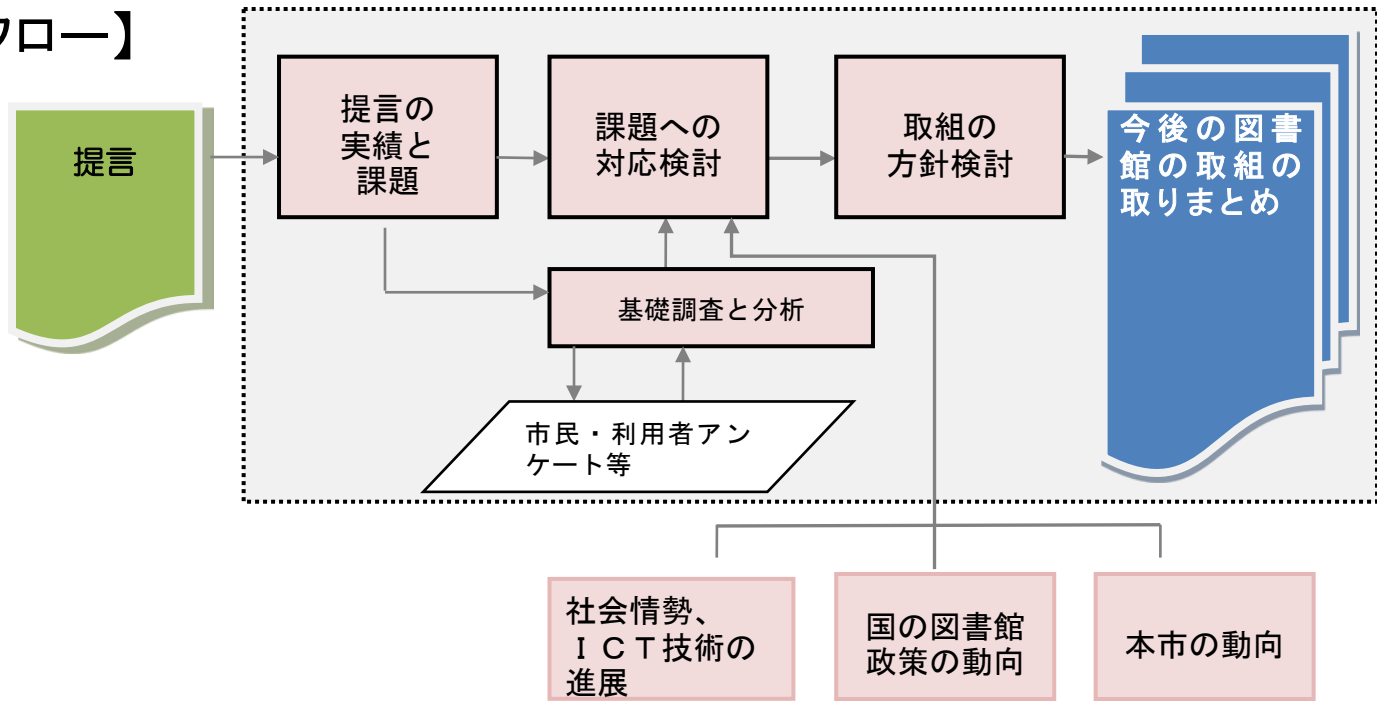 フロー】
提言
提言の
実績と
課題
課題への
対応検討
取組の
方針検討
今後の図書
館の取組の
取りまとめ
基礎調査と分析
市民・利用者アン
ケート等
社会情勢、
ＩＣＴ技術の
進展
国の図書館
政策の動向
本市の動向